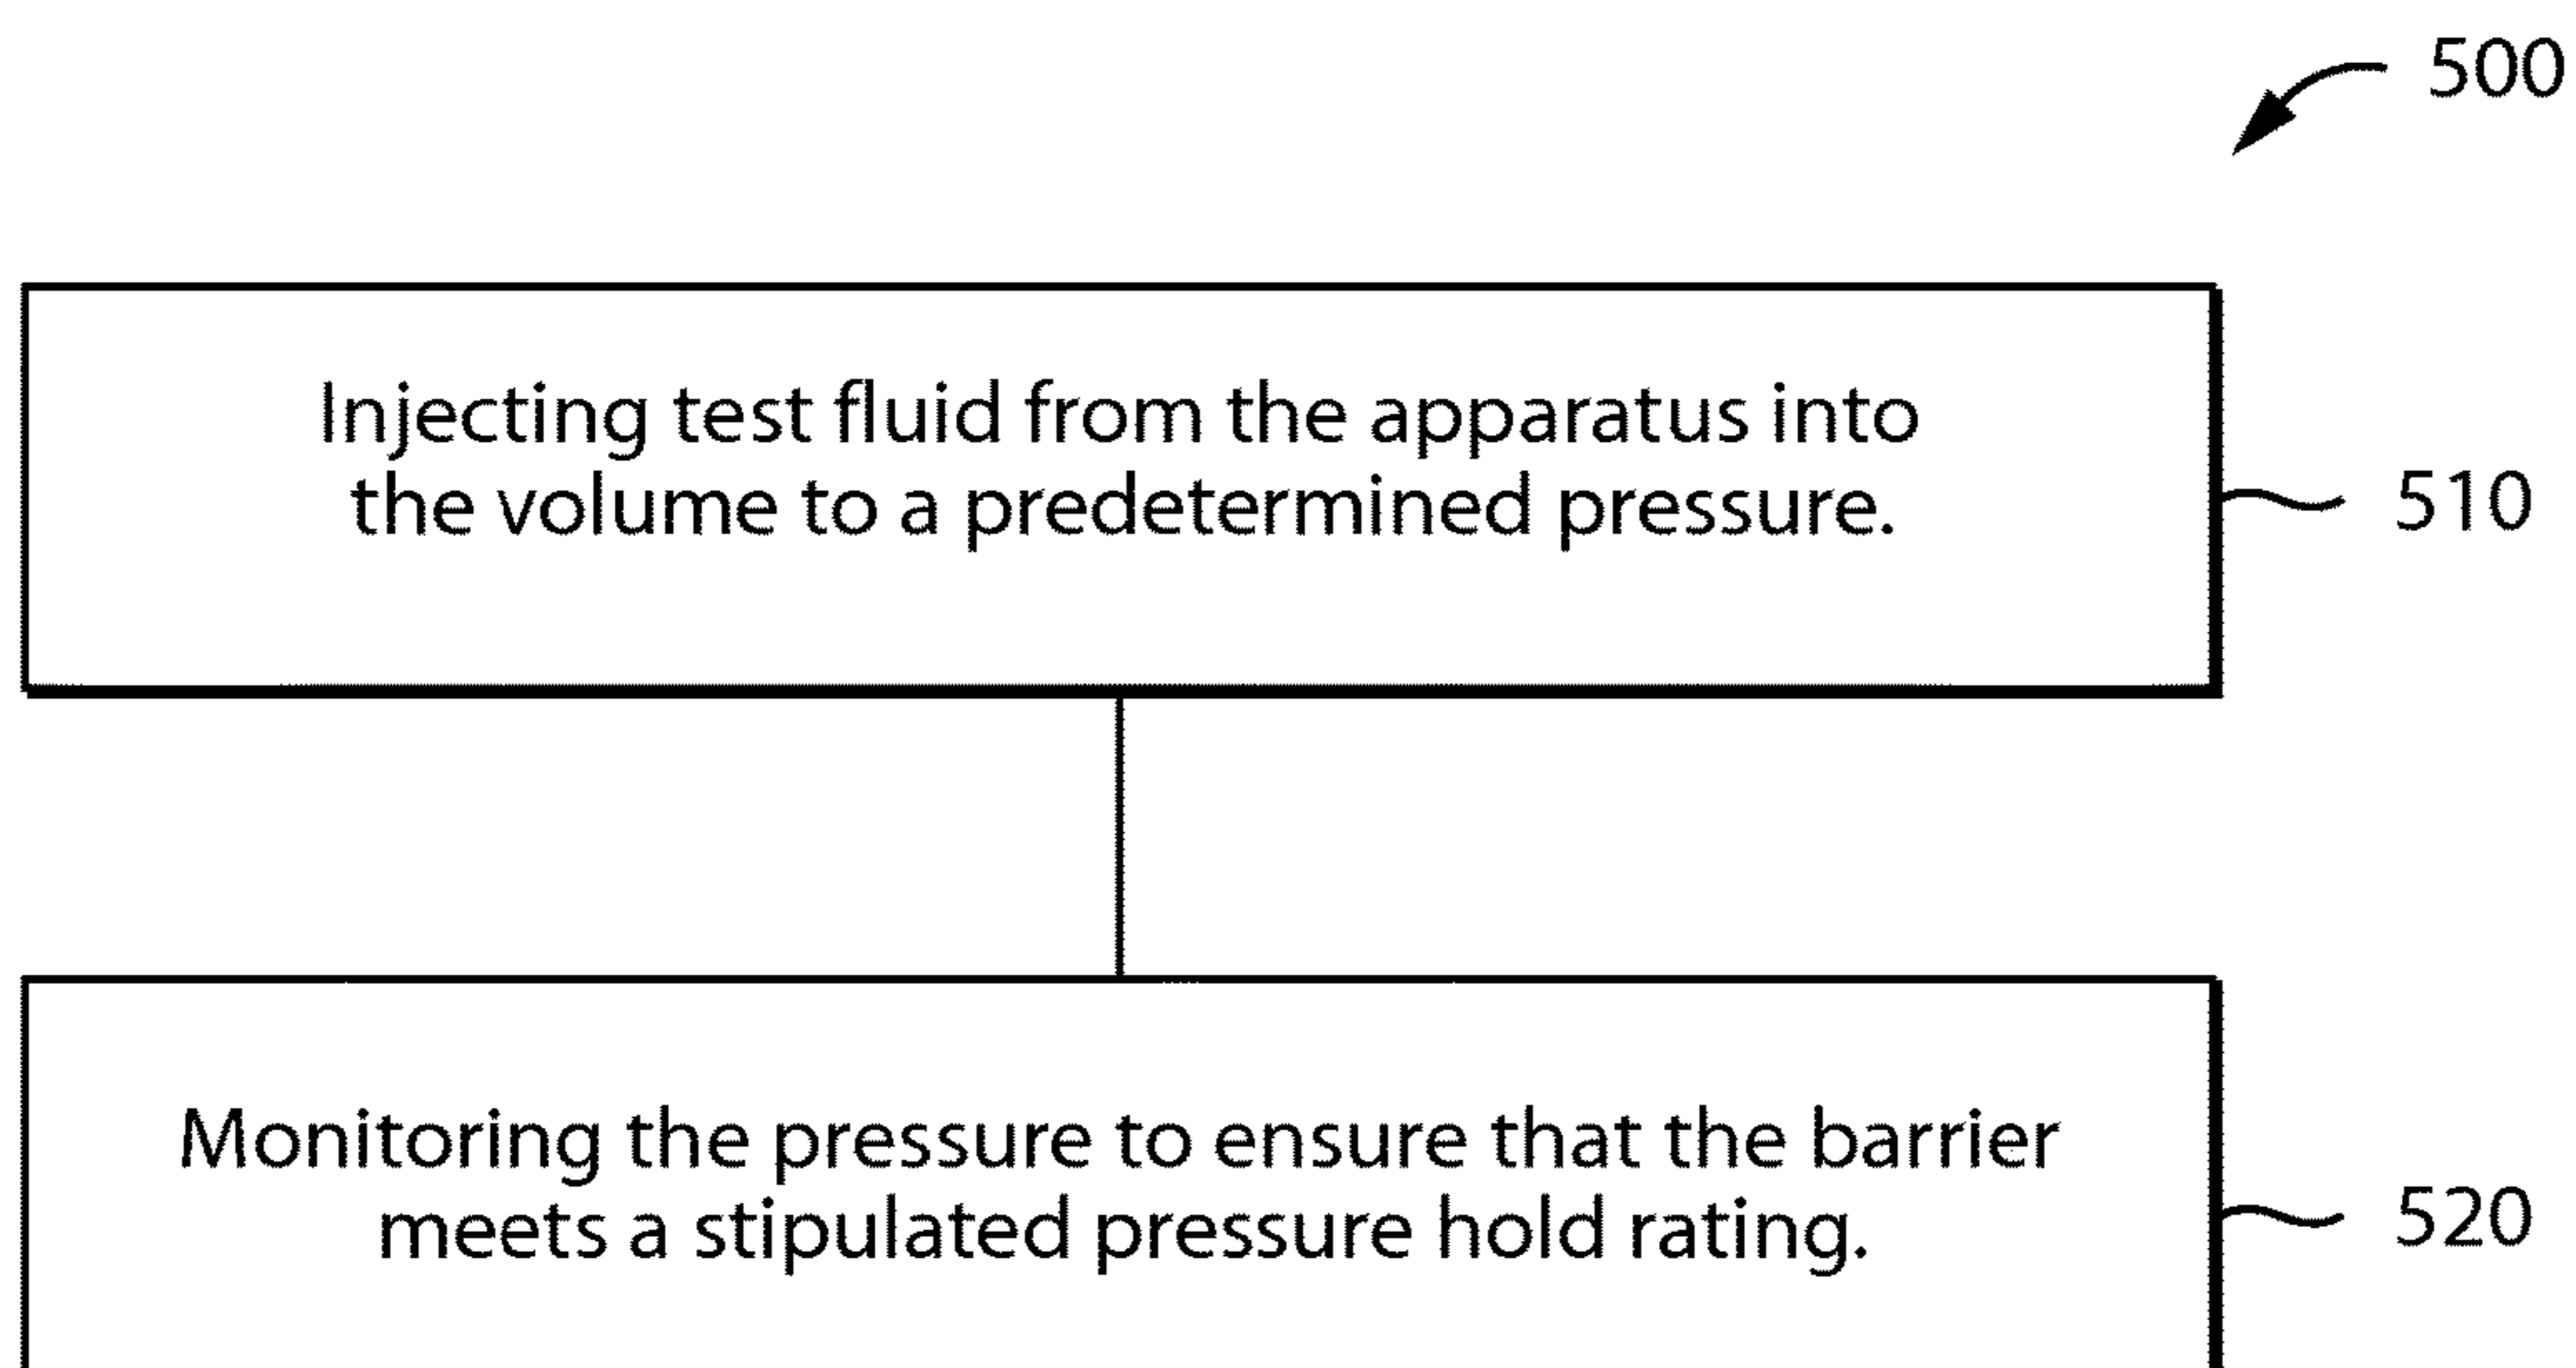 500
Injecting test fluid from the apparatus into
the volume to a predetermined pressure.
510
Monitoring the pressure to ensure that the barrier
meets a stipulated pressure hold rating.
520